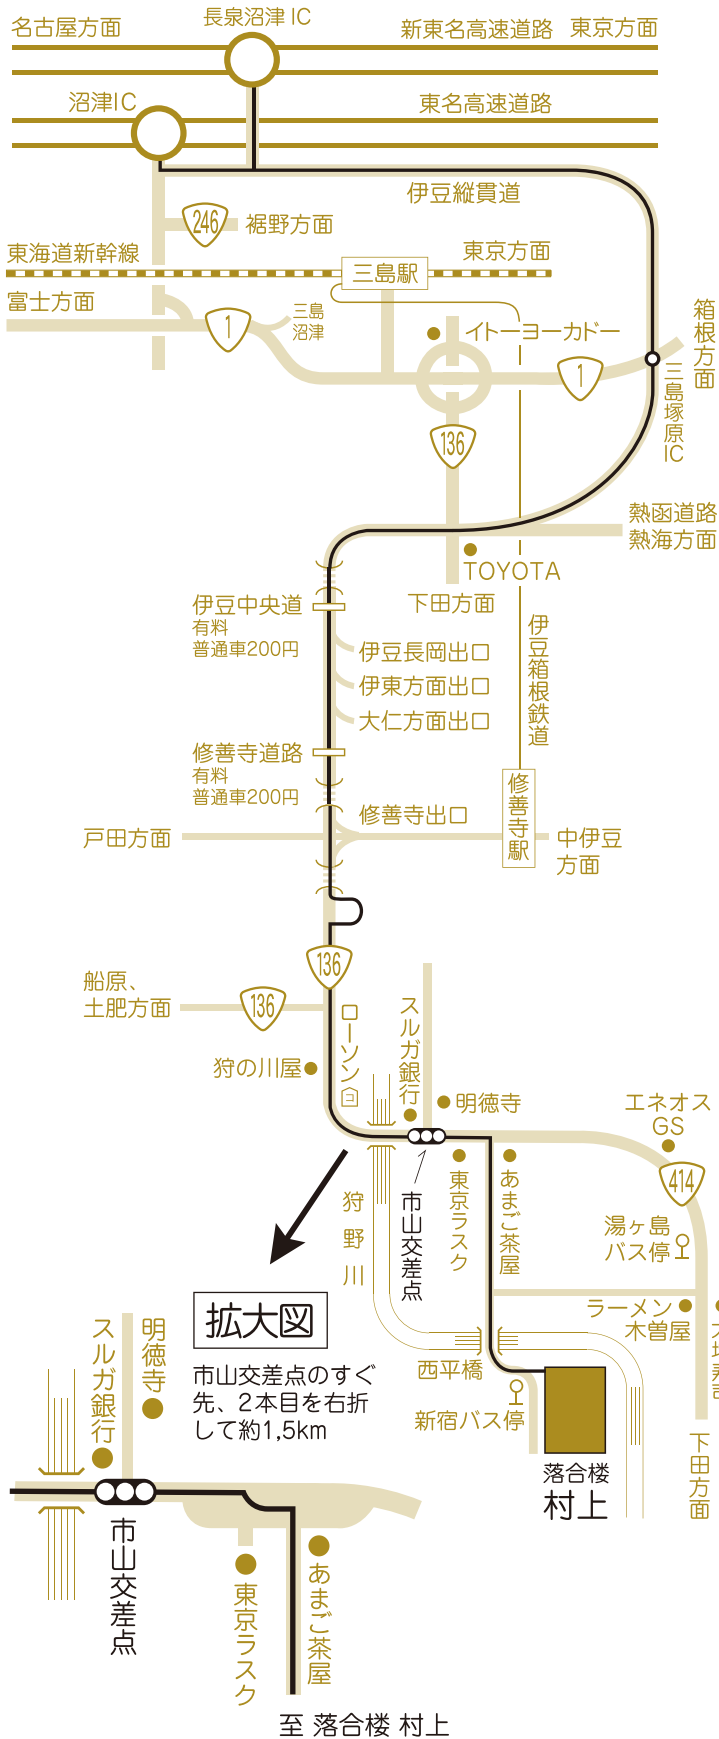 名古屋方面
長泉沼津 IC
新東名高速道路
東京方面
沼津IC
東名高速道路
伊豆縦貫道
246
裾野方面
東海道新幹線
三島駅
東京方面
富士方面
1
三島
沼津
イトーヨーカドー
箱根方面
1
三島塚原IC
136
熱函道路
熱海方面
TOYOTA
下田方面
伊豆中央道
有料
普通車200円
伊豆長岡出口
伊東方面出口
大仁方面出口
伊豆箱根鉄道
修善寺道路
有料
普通車200円
修善寺出口
修善寺駅
戸田方面
中伊豆
方面
136
船原、
土肥方面
136
ローソン
コ
スルガ銀行
狩の川屋
明徳寺
エネオス
GS
414
狩野川
市山交差点
東京ラスク
あまご茶屋
湯ヶ島
バス停
ラーメン
木曽屋
拡大図
市山交差点のすぐ
先、2本目を右折
して約1,5km
西平橋
新宿バス停
落合楼
村上
下田方面
スルガ銀行
明徳寺
市山交差点
東京ラスク
あまご茶屋
至 落合楼 村上